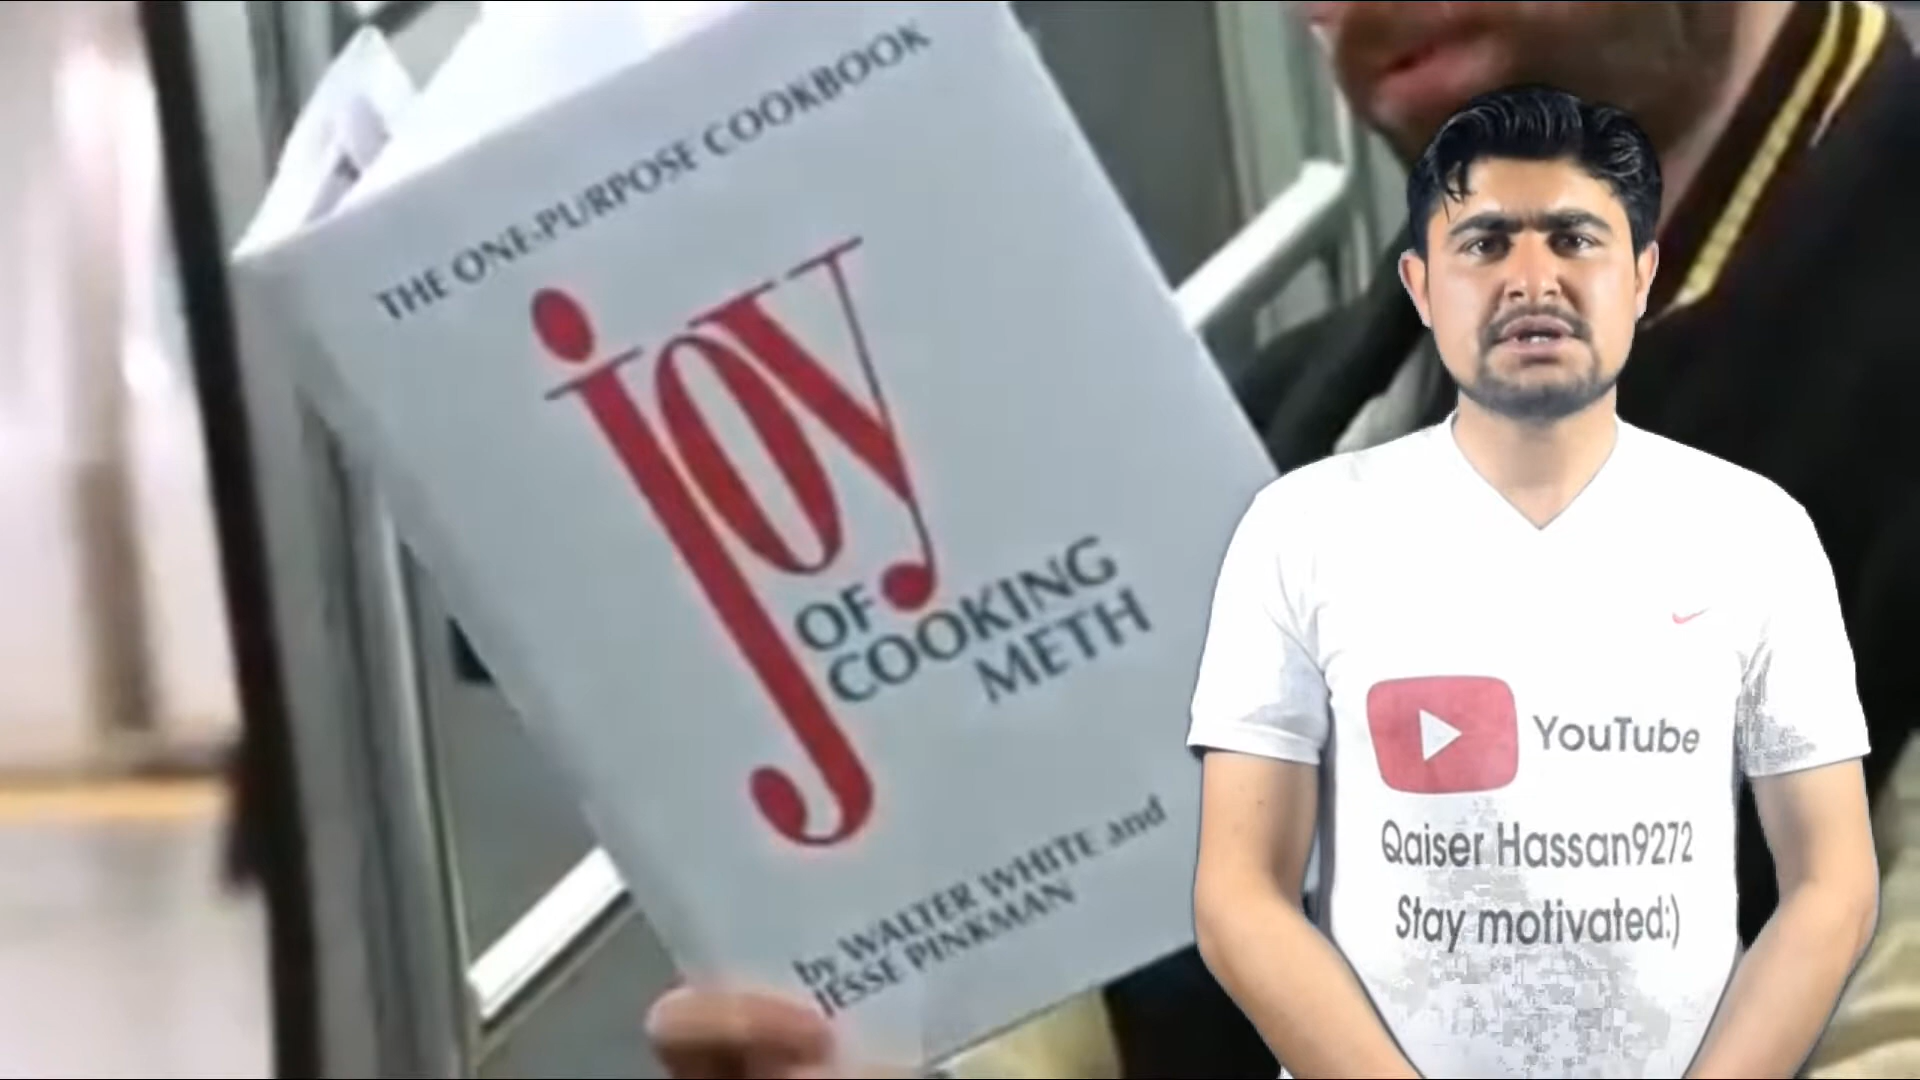 THE ONE-PURPOSE COOKBOOK
joy
OF
COOKING
METH
by WALTER WHITE and
JESSE PINKMAN
YouTube
Qaiser Hassan9272
Stay motivated:)